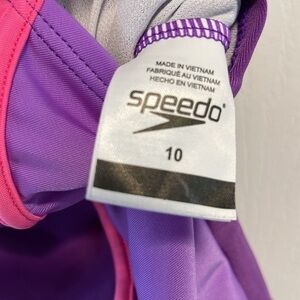 MADE IN VIETNAM
FABRIQUÉ AU VIETNAM
HECHO EN VIETNAM
speedo
10